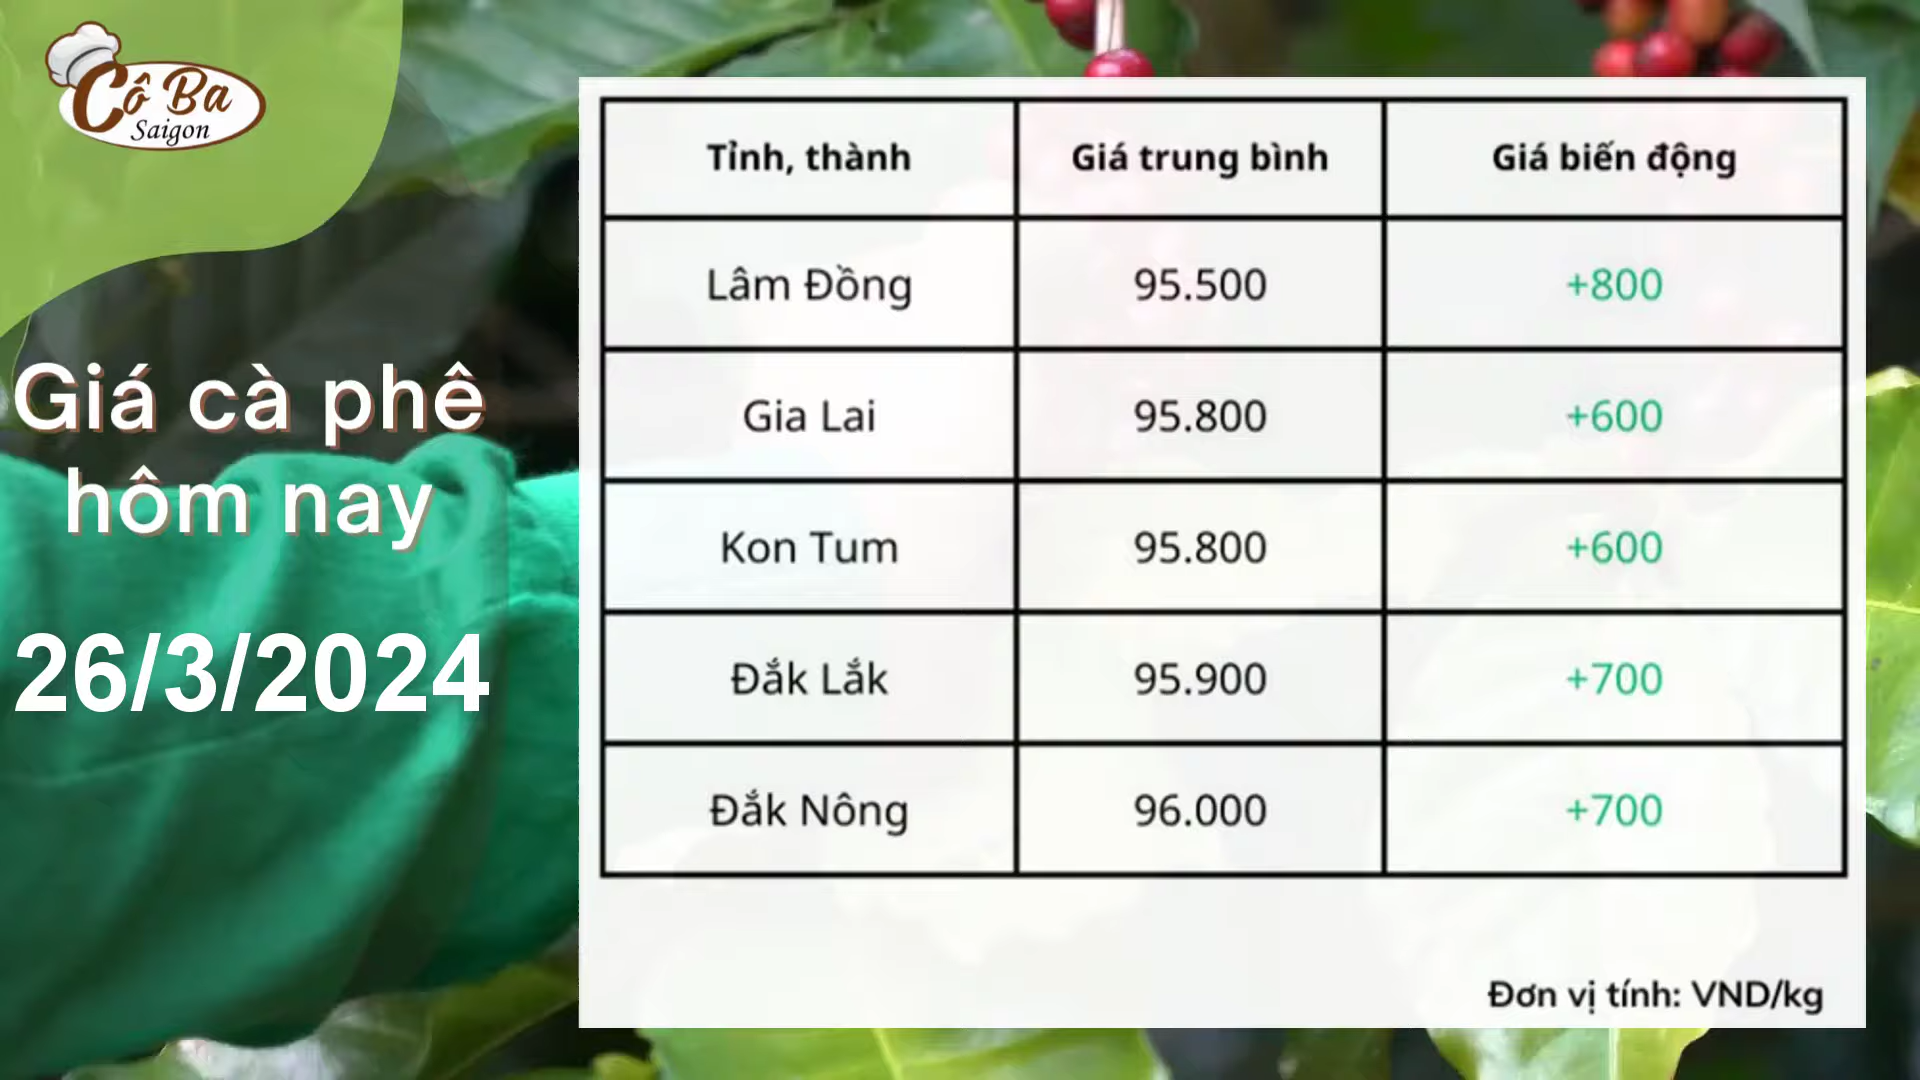 Cô Ba
Saigon
Giá cà phê
hôm nay
26/3/2024
Tỉnh, thành Giá trung bình Giá biến động
Lâm Đồng 95.500 +800
Gia Lai 95.800 +600
Kon Tum 95.800 +600
Đắk Lắk 95.900 +700
Đắk Nông 96.000 +700
Đơn vị tính: VND/kg